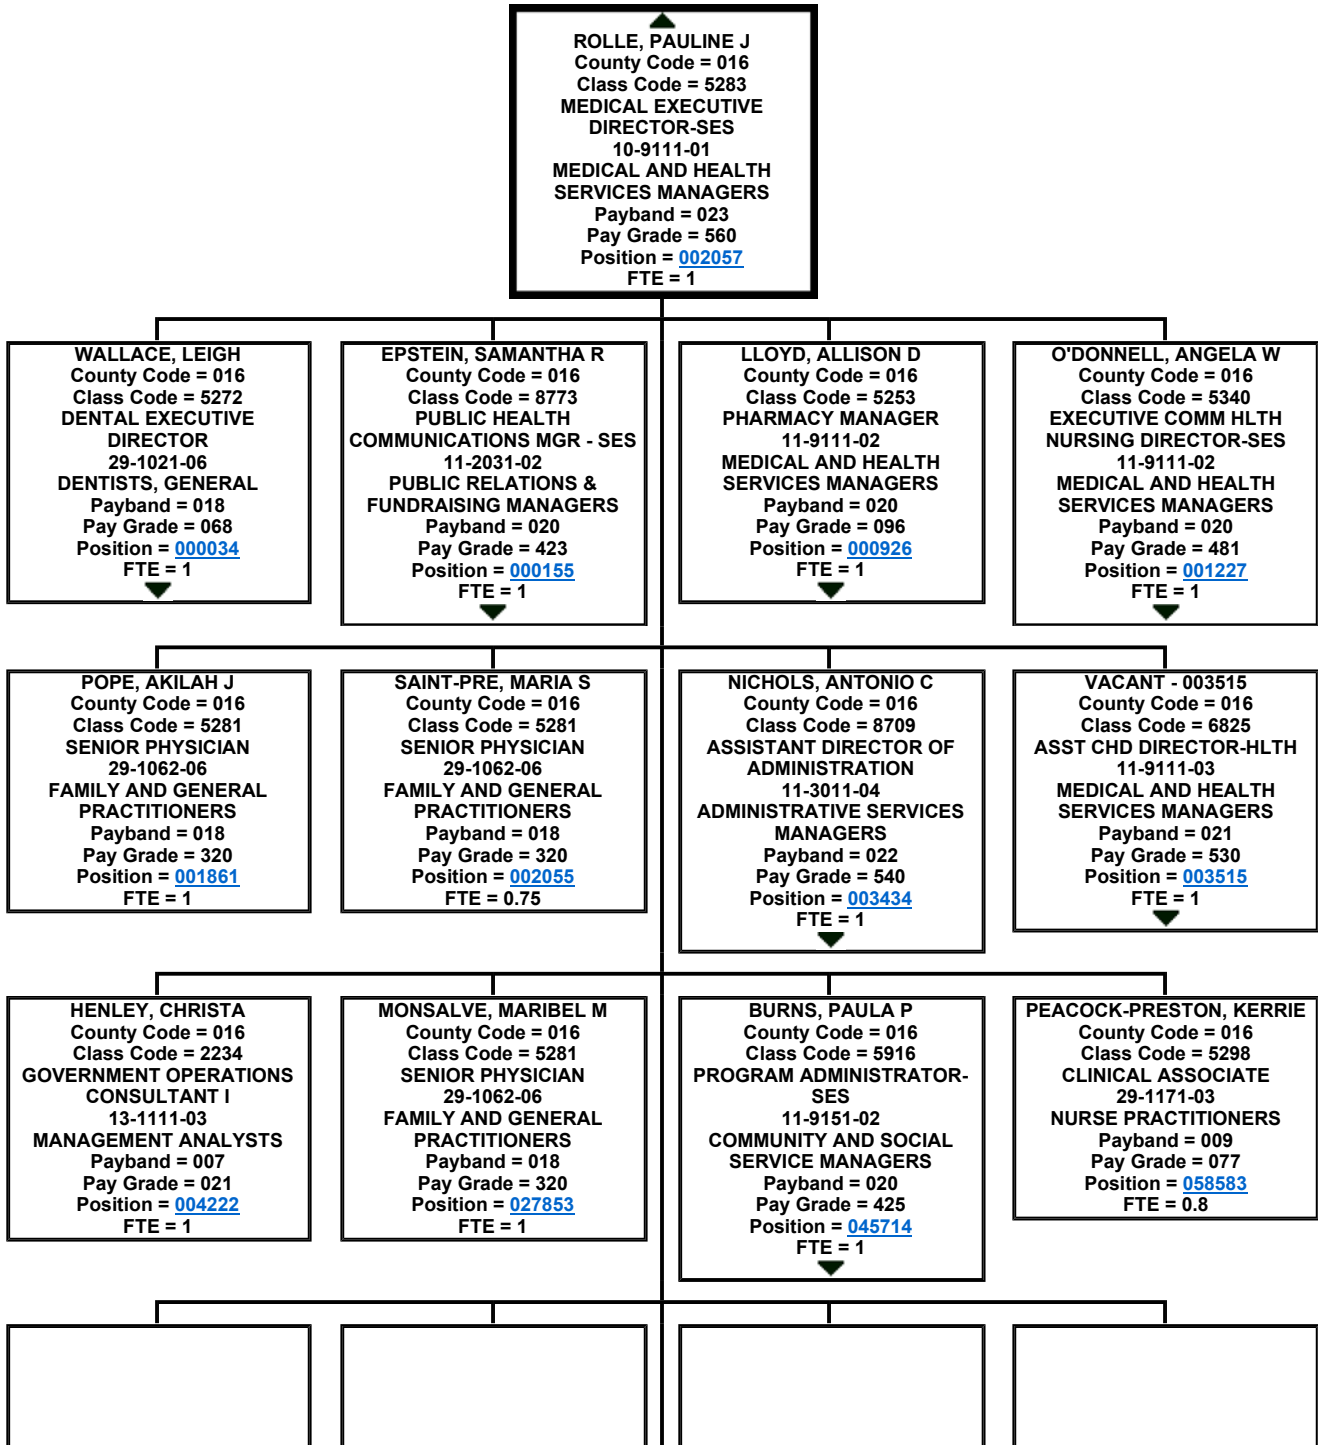 ROLLE, PAULINE J
County Code = 016
Class Code = 5283
MEDICAL EXECUTIVE
DIRECTOR-SES
10-9111-01
MEDICAL AND HEALTH
SERVICES MANAGERS
Payband = 023
Pay Grade = 560
Position = 002057
FTE = 1
WALLACE, LEIGH
County Code = 016
Class Code = 5272
DENTAL EXECUTIVE
DIRECTOR
29-1021-06
DENTISTS, GENERAL
Payband = 018
Pay Grade = 068
Position = 000034
FTE = 1
EPSTEIN, SAMANTHA R
County Code = 016
Class Code = 8773
PUBLIC HEALTH
COMMUNICATIONS MGR - SES
11-2031-02
PUBLIC RELATIONS &
FUNDRAISING MANAGERS
Payband = 020
Pay Grade = 423
Position = 000155
FTE = 1
LLOYD, ALLISON D
County Code = 016
Class Code = 5253
PHARMACY MANAGER
11-9111-02
MEDICAL AND HEALTH
SERVICES MANAGERS
Payband = 020
Pay Grade = 096
Position = 000926
FTE = 1
O'DONNELL, ANGELA W
County Code = 016
Class Code = 5340
EXECUTIVE COMM HLTH
NURSING DIRECTOR-SES
11-9111-02
MEDICAL AND HEALTH
SERVICES MANAGERS
Payband = 020
Pay Grade = 481
Position = 001227
FTE = 1
POPE, AKILAH J
County Code = 016
Class Code = 5281
SENIOR PHYSICIAN
29-1062-06
FAMILY AND GENERAL
PRACTITIONERS
Payband = 018
Pay Grade = 320
Position = 001861
FTE = 1
SAINT-PRE, MARIA S
County Code = 016
Class Code = 5281
SENIOR PHYSICIAN
29-1062-06
FAMILY AND GENERAL
PRACTITIONERS
Payband = 018
Pay Grade = 320
Position = 002055
FTE = 0.75
NICHOLS, ANTONIO C
County Code = 016
Class Code = 8709
ASSISTANT DIRECTOR OF
ADMINISTRATION
11-3011-04
ADMINISTRATIVE SERVICES
MANAGERS
Payband = 022
Pay Grade = 540
Position = 003434
FTE = 1
VACANT - 003515
County Code = 016
Class Code = 6825
ASST CHD DIRECTOR-HLTH
11-9111-03
MEDICAL AND HEALTH
SERVICES MANAGERS
Payband = 021
Pay Grade = 530
Position = 003515
FTE = 1
HENLEY, CHRISTA
County Code = 016
Class Code = 2234
GOVERNMENT OPERATIONS
CONSULTANT I
13-1111-03
MANAGEMENT ANALYSTS
Payband = 007
Pay Grade = 021
Position = 004222
FTE = 1
MONSALVE, MARIBEL M
County Code = 016
Class Code = 5281
SENIOR PHYSICIAN
29-1062-06
FAMILY AND GENERAL
PRACTITIONERS
Payband = 018
Pay Grade = 320
Position = 027853
FTE = 1
BURNS, PAULA P
County Code = 016
Class Code = 5916
PROGRAM ADMINISTRATOR-
SES
11-9151-02
COMMUNITY AND SOCIAL
SERVICE MANAGERS
Payband = 020
Pay Grade = 425
Position = 045714
FTE = 1
PEACOCK-PRESTON, KERRIE
County Code = 016
Class Code = 5298
CLINICAL ASSOCIATE
29-1171-03
NURSE PRACTITIONERS
Payband = 009
Pay Grade = 077
Position = 058583
FTE = 0.8